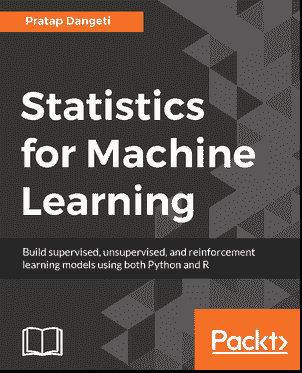 Pratap Dangeti
Statistics
for Machine
Learning
Build supervised, unsupervised, and reinforcement
learning models using both Python and R
Packt>